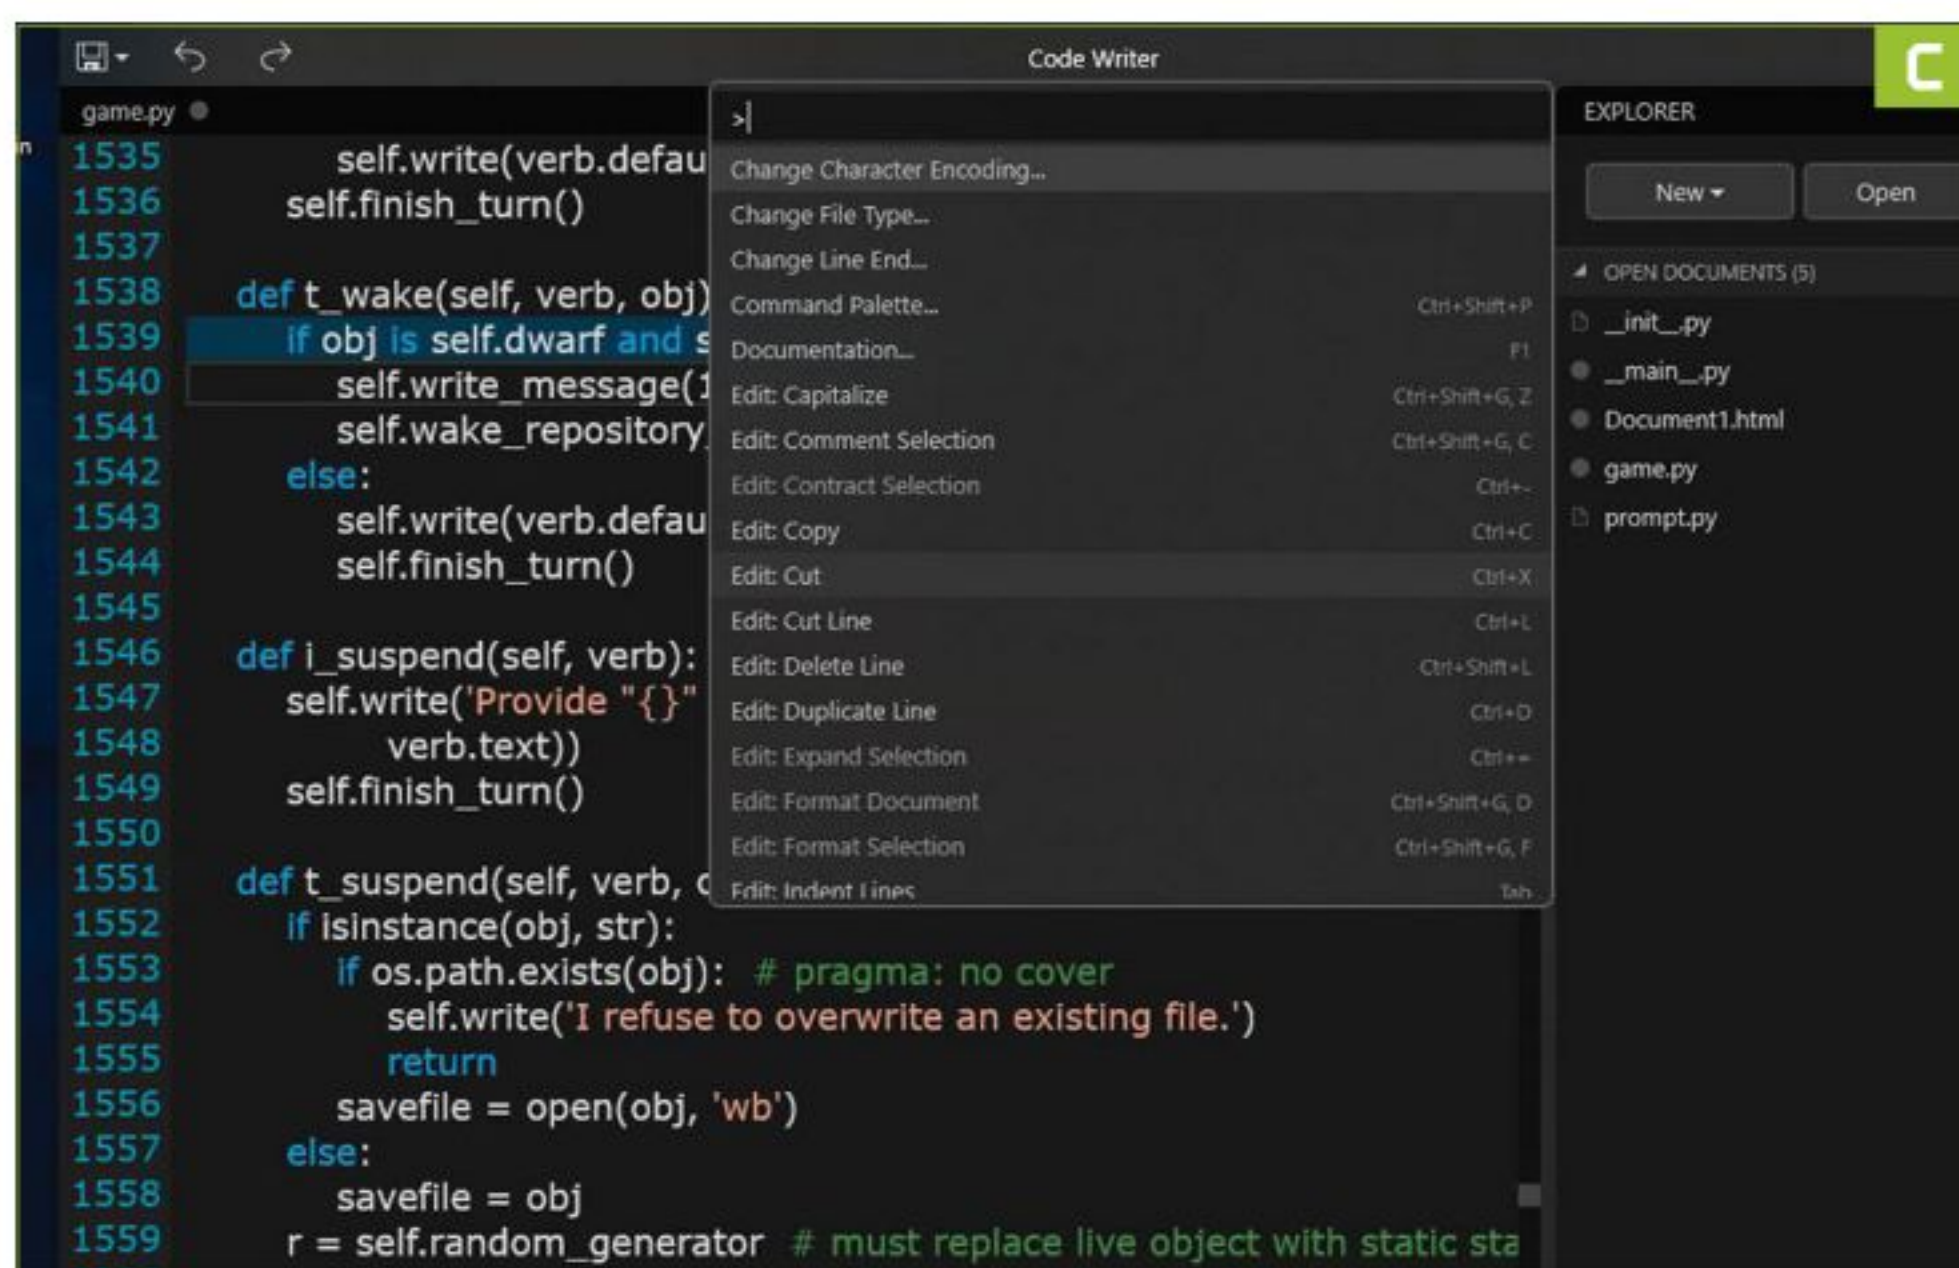 Code Writer
C
game.py
in
1535 self.write(verb.defau
1536 self.finish_turn()
1537
1538 def t_wake(self, verb, obj)
1539 if obj is self.dwarf and s
1540 self.write_message(1
1541 self.wake_repository_
1542 else:
1543 self.write(verb.defau
1544 self.finish_turn()
1545
1546 def i_suspend(self, verb):
1547 self.write('Provide "{}"
1548 verb.text))
1549 self.finish_turn()
1550
1551 def t_suspend(self, verb, o
1552 if isinstance(obj, str):
1553 if os.path.exists(obj): # pragma: no cover
1554 self.write('I refuse to overwrite an existing file.')
1555 return
1556 savefile = open(obj, 'wb')
1557 else:
1558 savefile = obj
1559 r = self.random_generator # must replace live object with static sta
>
Change Character Encoding...
Change File Type...
Change Line End...
Command Palette... Ctrl+Shift+P
Documentation... F1
Edit: Capitalize Ctrl+Shift+G, Z
Edit: Comment Selection Ctrl+Shift+G, C
Edit: Contract Selection Ctrl+-
Edit: Copy Ctrl+C
Edit: Cut Ctrl+X
Edit: Cut Line Ctrl+L
Edit: Delete Line Ctrl+Shift+L
Edit: Duplicate Line Ctrl+D
Edit: Expand Selection Ctrl+=
Edit: Format Document Ctrl+Shift+G, D
Edit: Format Selection Ctrl+Shift+G, F
Edit: Indent Lines Tab
EXPLORER
New Open
OPEN DOCUMENTS (5)
__init__.py
__main__.py
Document1.html
game.py
prompt.py